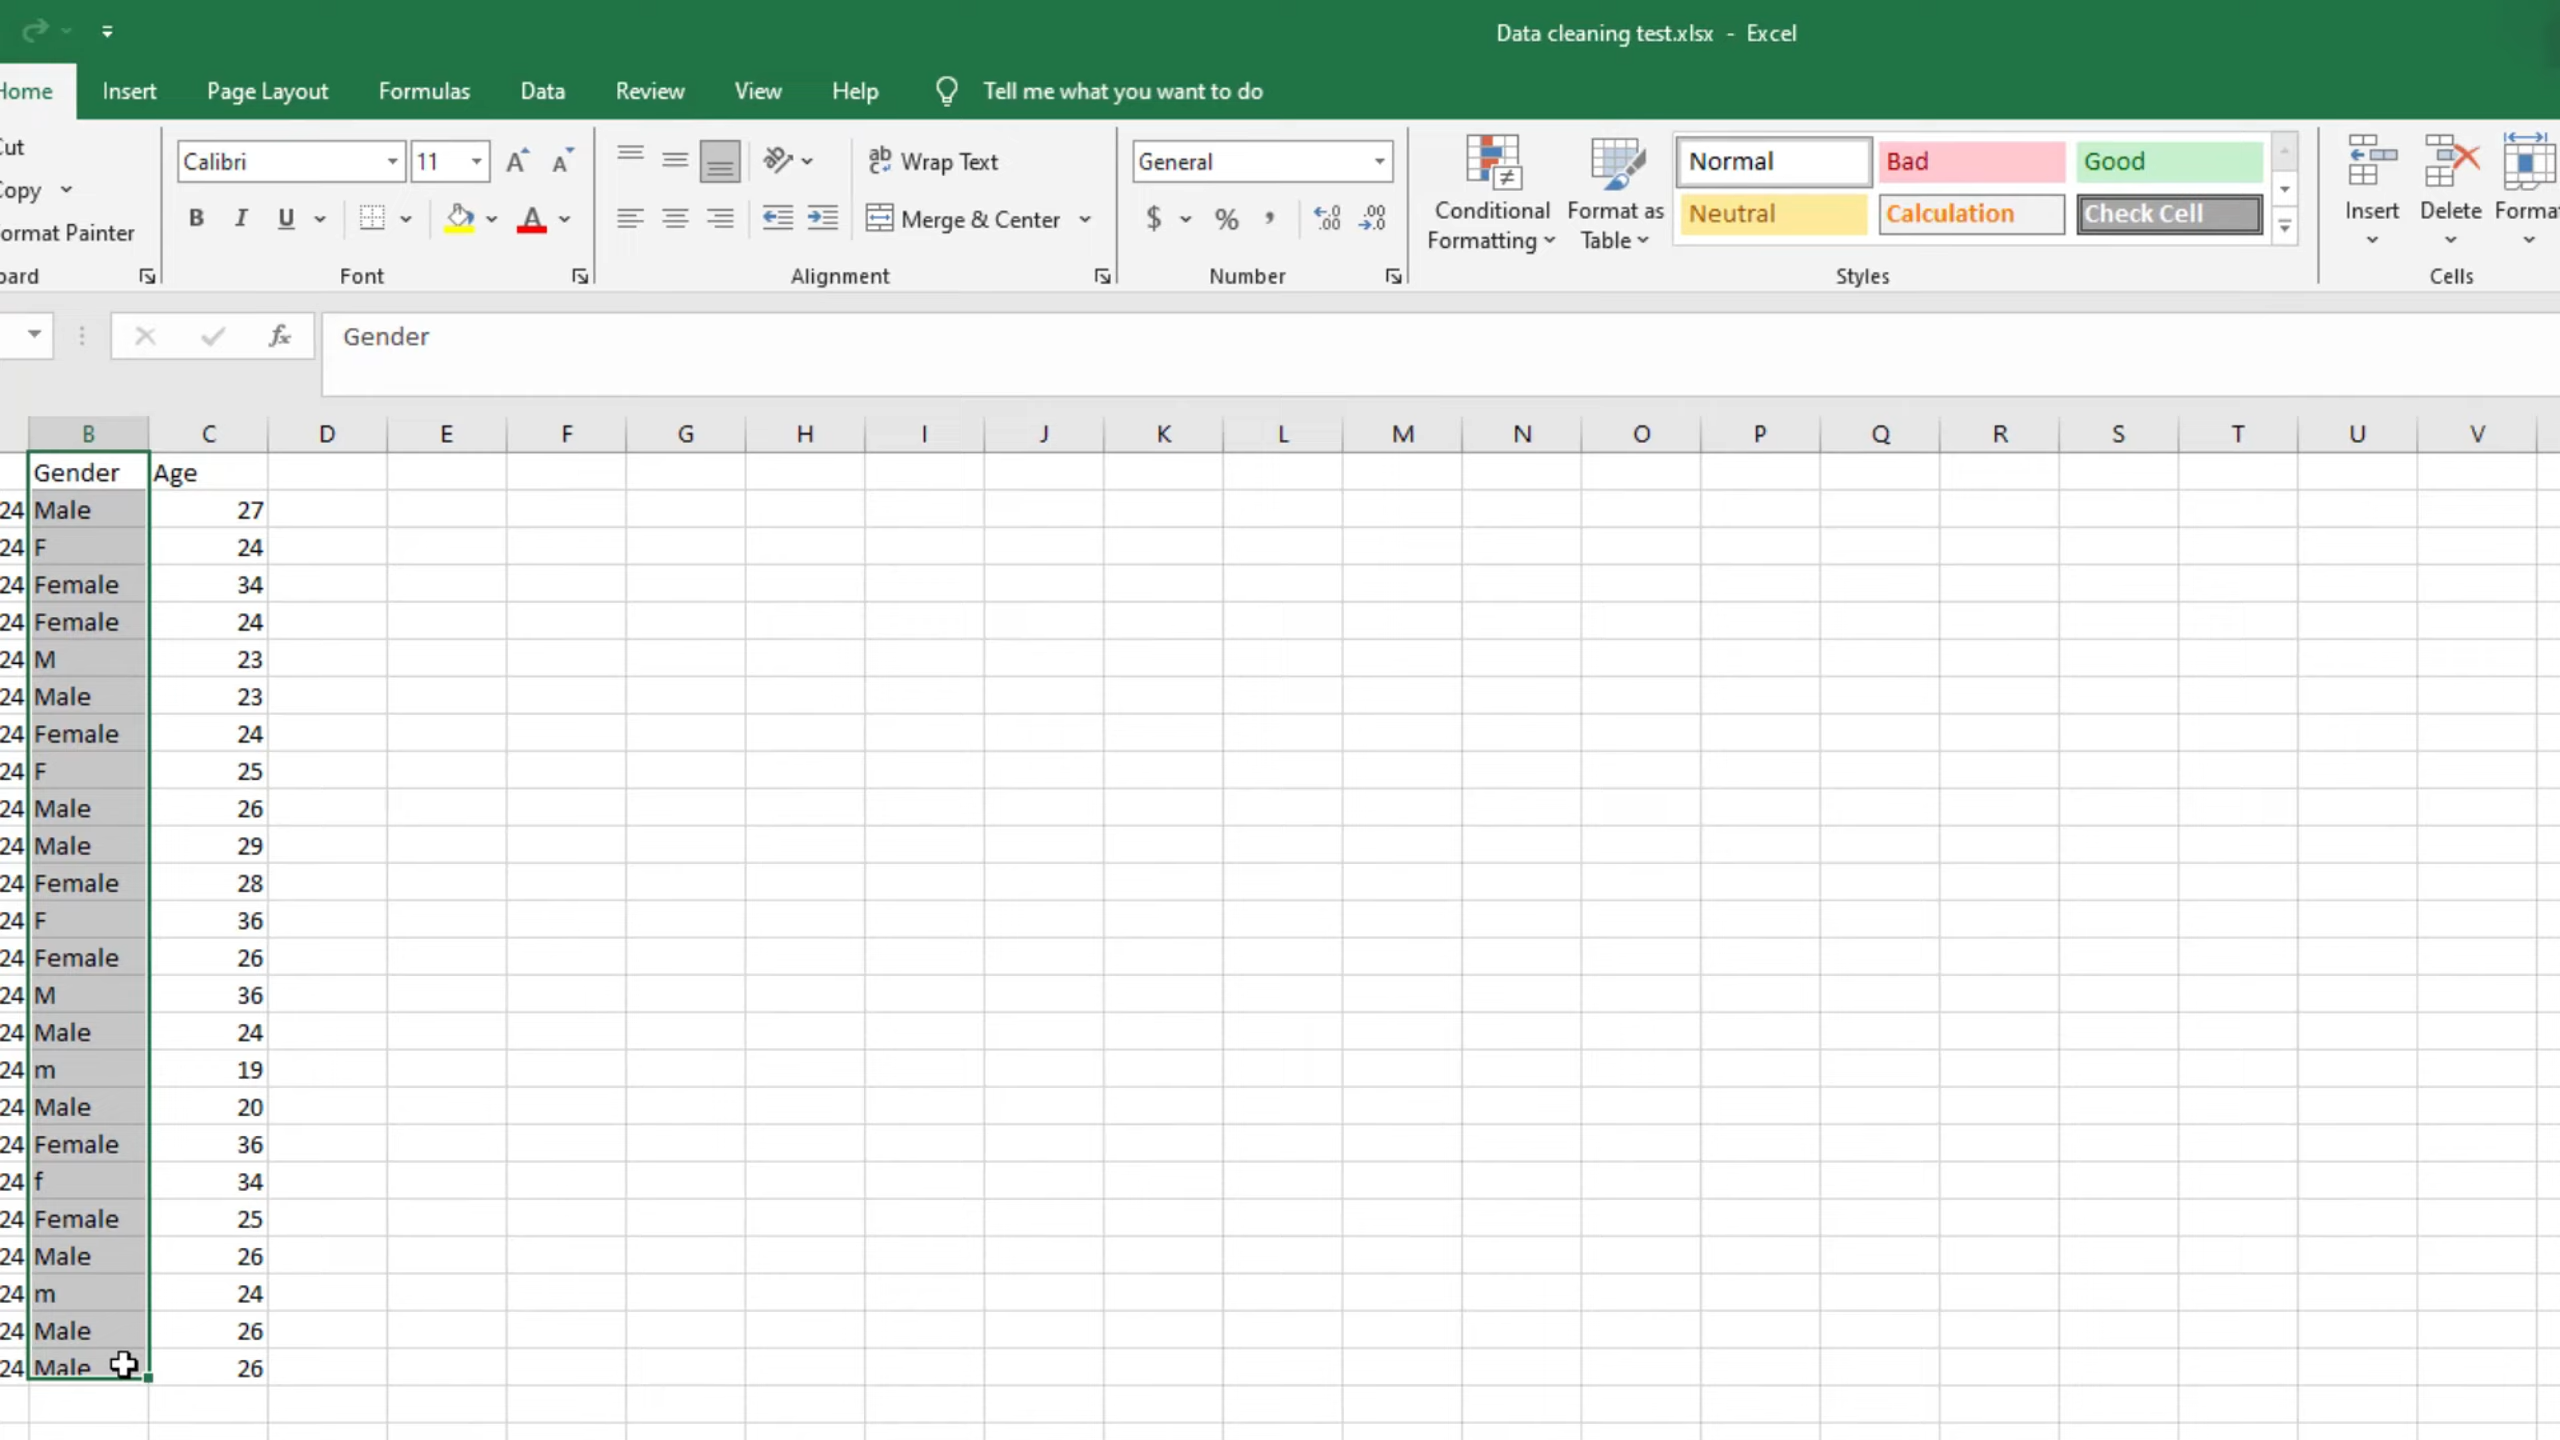 Data cleaning test.xlsx - Excel
Home Insert Page Layout Formulas Data Review View Help Tell me what you want to do
Cut
Copy
Format Painter
Calibri 11
B I U A
Wrap Text
Merge & Center
General
$ % ,
Conditional Formatting
Format as Table
Normal Bad Good
Neutral Calculation Check Cell
Insert Delete Format
Font Alignment Number Styles Cells
fx Gender
B C D E F G H I J K L M N O P Q R S T U V
Gender Age
24 Male 27
24 F 24
24 Female 34
24 Female 24
24 M 23
24 Male 23
24 Female 24
24 F 25
24 Male 26
24 Male 29
24 Female 28
24 F 36
24 Female 26
24 M 36
24 Male 24
24 m 19
24 Male 20
24 Female 36
24 f 34
24 Female 25
24 Male 26
24 m 24
24 Male 26
24 Male 26